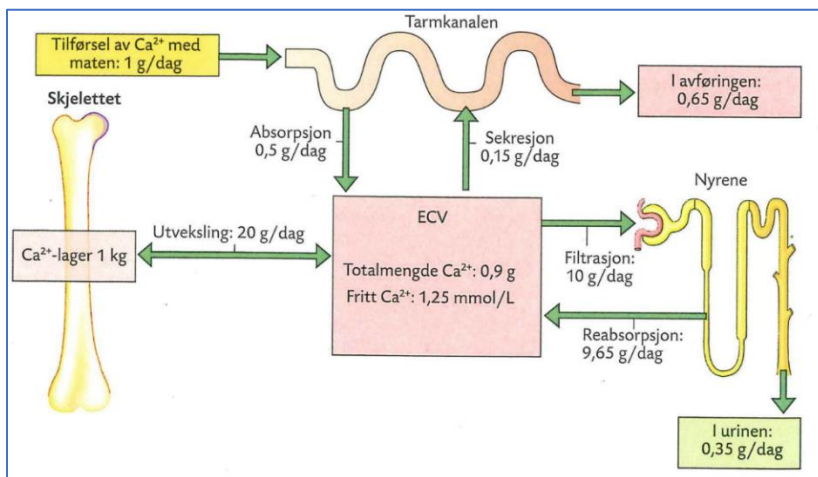 Tarmkanalen
Tilførsel av Ca²⁺ med
maten: 1 g/dag
I avføringen:
0,65 g/dag
Skjelettet
Absorpsjon
0,5 g/dag
Sekresjon
0,15 g/dag
Nyrene
ECV
Utveksling: 20 g/dag
Ca²⁺-lager 1 kg
Totalmengde Ca²⁺: 0,9 g
Fritt Ca²⁺: 1,25 mmol/L
Filtrasjon:
10 g/dag
Reabsorpsjon:
9,65 g/dag
I urinen:
0,35 g/dag